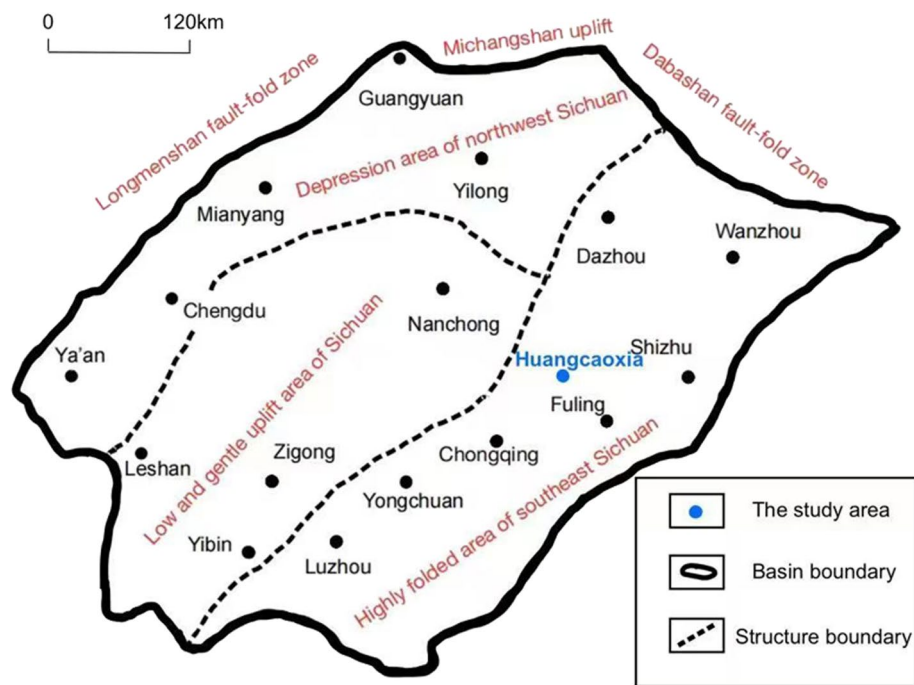 0 120km
Michangshan uplift
Longmenshan fault-fold zone
Dabashan fault-fold zone
Guangyuan
Depression area of northwest Sichuan
Yilong
Mianyang
Wanzhou
Dazhou
Chengdu
Nanchong
Ya'an
Shizhu
Huangcaoxia
Fuling
Low and gentle uplift area of Sichuan
Chongqing
Zigong
Leshan
Yongchuan
Highly folded area of southeast Sichuan
Yibin
Luzhou
The study area
Basin boundary
Structure boundary